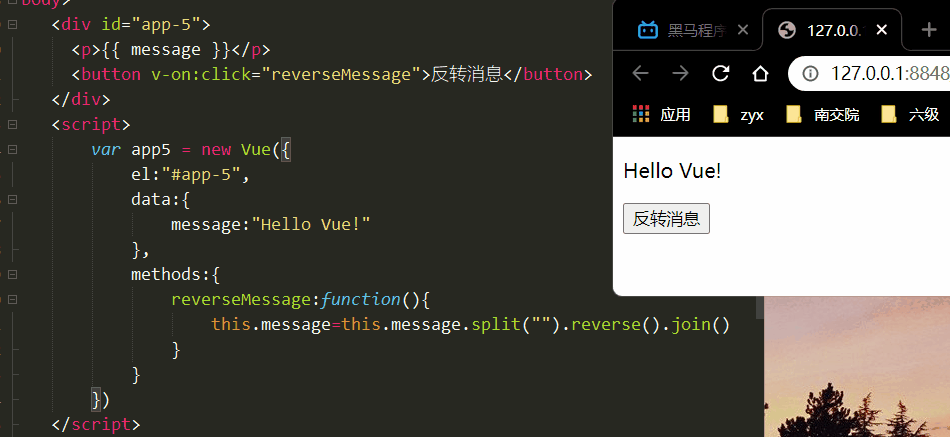 body>
<div id="app-5">
<p>{{ message }}</p>
<button v-on:click="reverseMessage">反转消息</button>
</div>
<script>
var app5 = new Vue({
el:"#app-5",
data:{
message:"Hello Vue!"
},
methods:{
reverseMessage:function(){
this.message=this.message.split("").reverse().join()
}
}
})
</script>
黑马程序
127.0.0.
127.0.0.1:8848
应用 zyx 南交院 六级
Hello Vue!
反转消息